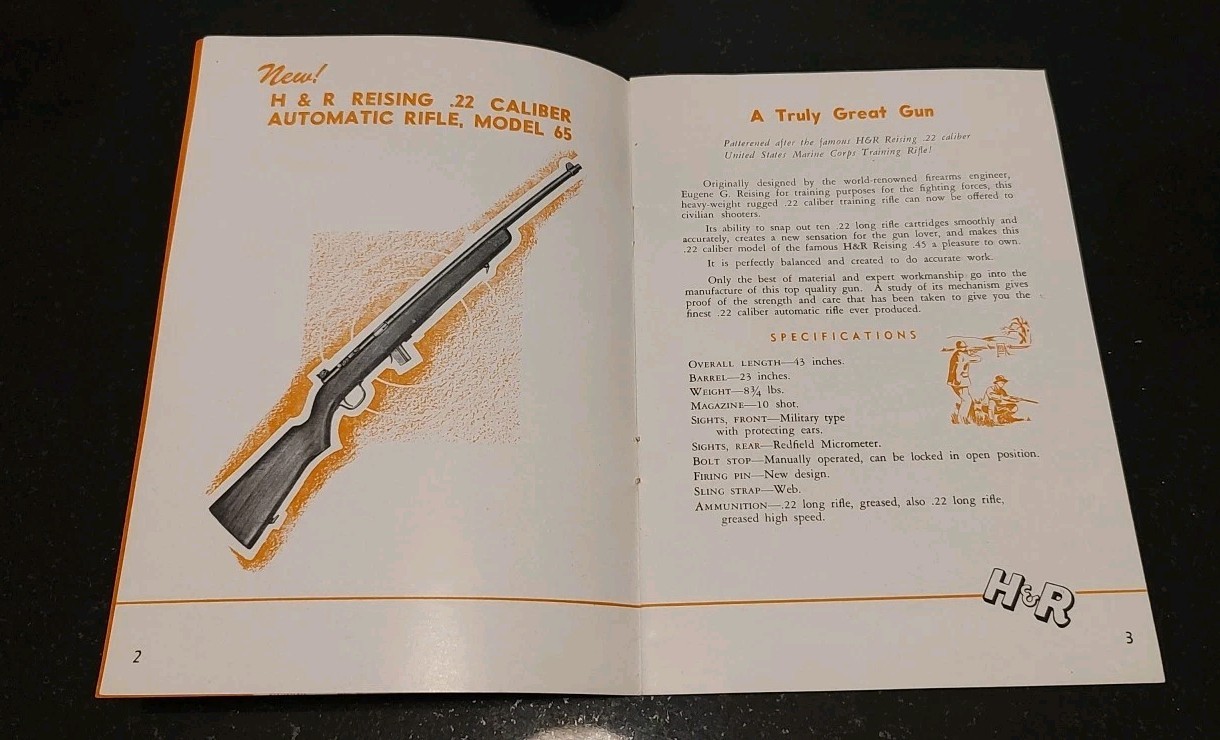 New!
H & R REISING .22 CALIBER
AUTOMATIC RIFLE, MODEL 65
2
A Truly Great Gun
Patterened after the famous H&R Reising .22 caliber
United States Marine Corps Training Rifle!
Originally designed by the world-renowned firearms engineer,
Eugene G. Reising for training purposes for the fighting forces, this
heavy-weight rugged .22 caliber training rifle can now be offered to
civilian shooters.
Its ability to snap out ten .22 long rifle cartridges smoothly and
accurately, creates a new sensation for the gun lover, and makes this
.22 caliber model of the famous H&R Reising .45 a pleasure to own.
It is perfectly balanced and created to do accurate work.
Only the best of material and expert workmanship go into the
manufacture of this top quality gun. A study of its mechanism gives
proof of the strength and care that has been taken to give you the
finest .22 caliber automatic rifle ever produced.
SPECIFICATIONS
OVERALL LENGTH—43 inches.
BARREL—23 inches.
WEIGHT—8¾ lbs.
MAGAZINE—10 shot.
SIGHTS, FRONT—Military type
with protecting ears.
SIGHTS, REAR—Redfield Micrometer.
BOLT STOP—Manually operated, can be locked in open position.
FIRING PIN—New design.
SLING STRAP—Web.
AMMUNITION—.22 long rifle, greased, also .22 long rifle,
greased high speed.
H&R
3